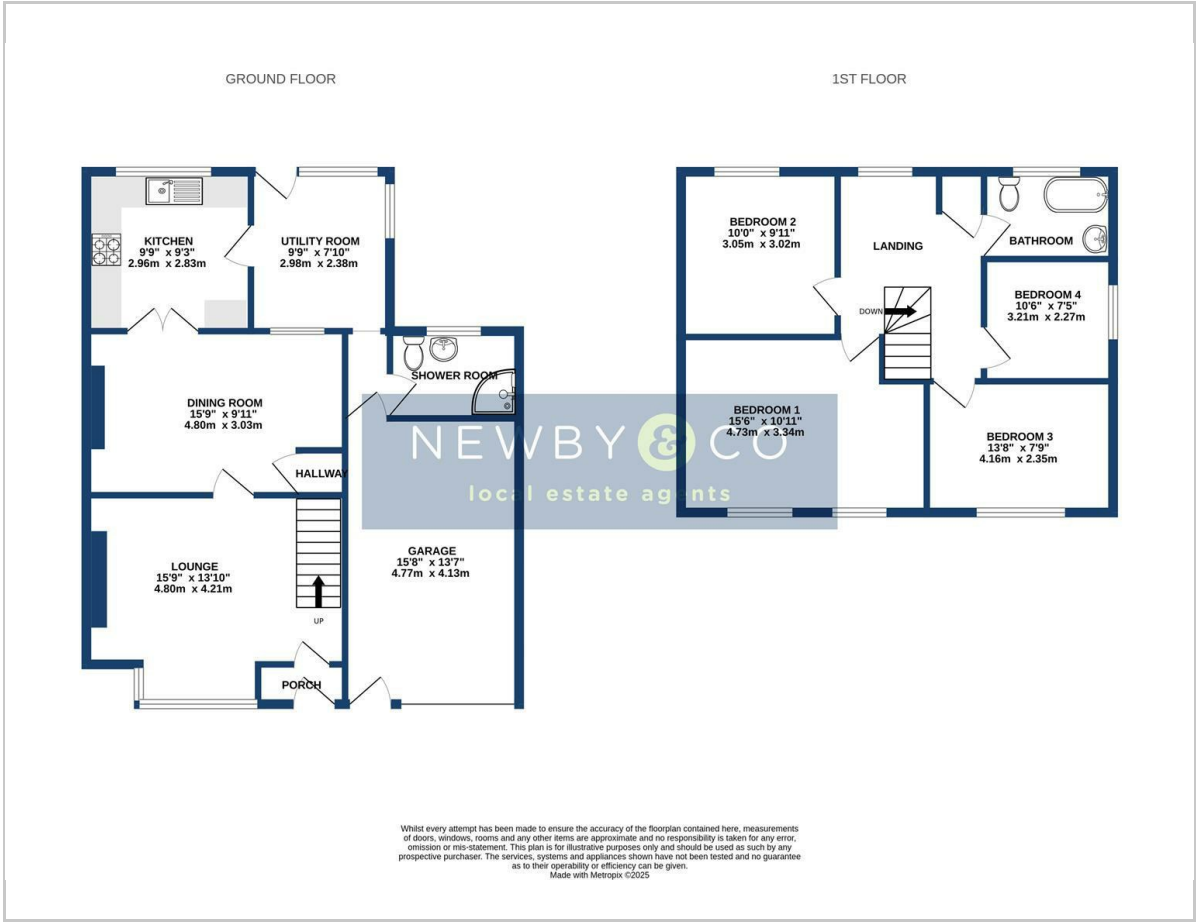 GROUND FLOOR
1ST FLOOR
KITCHEN
9'9" x 9'3"
2.96m x 2.83m
UTILITY ROOM
9'9" x 7'10"
2.98m x 2.38m
SHOWER ROOM
DINING ROOM
15'9" x 9'11"
4.80m x 3.03m
HALLWAY
LOUNGE
15'9" x 13'10"
4.80m x 4.21m
UP
PORCH
GARAGE
15'8" x 13'7"
4.77m x 4.13m
BEDROOM 2
10'0" x 9'11"
3.05m x 3.02m
LANDING
BATHROOM
DOWN
BEDROOM 4
10'6" x 7'5"
3.21m x 2.27m
BEDROOM 1
15'6" x 10'11"
4.73m x 3.34m
BEDROOM 3
13'8" x 7'9"
4.16m x 2.35m
NEWBY & CO
local estate agents
Whilst every attempt has been made to ensure the accuracy of the floorplan contained here, measurements
of doors, windows, rooms and any other items are approximate and no responsibility is taken for any error,
omission or mis-statement. This plan is for illustrative purposes only and should be used as such by any
prospective purchaser. The services, systems and appliances shown have not been tested and no guarantee
as to their operability or efficiency can be given.
Made with Metropix ©2025